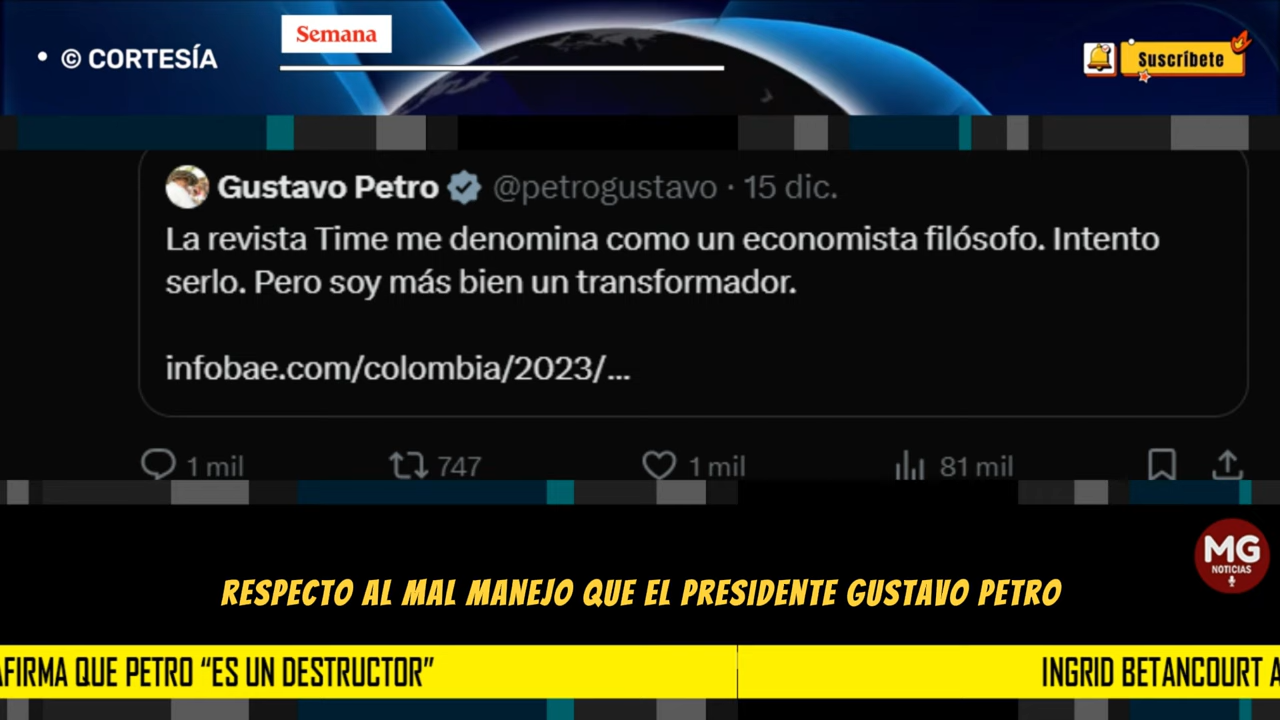 • © CORTESÍA
Semana
Suscríbete
Gustavo Petro @petrogustavo · 15 dic.
La revista Time me denomina como un economista filósofo. Intento
serlo. Pero soy más bien un transformador.
infobae.com/colombia/2023/...
1 mil 747 1 mil 81 mil
MG
NOTICIAS
RESPECTO AL MAL MANEJO QUE EL PRESIDENTE GUSTAVO PETRO
AFIRMA QUE PETRO “ES UN DESTRUCTOR” INGRID BETANCOURT A